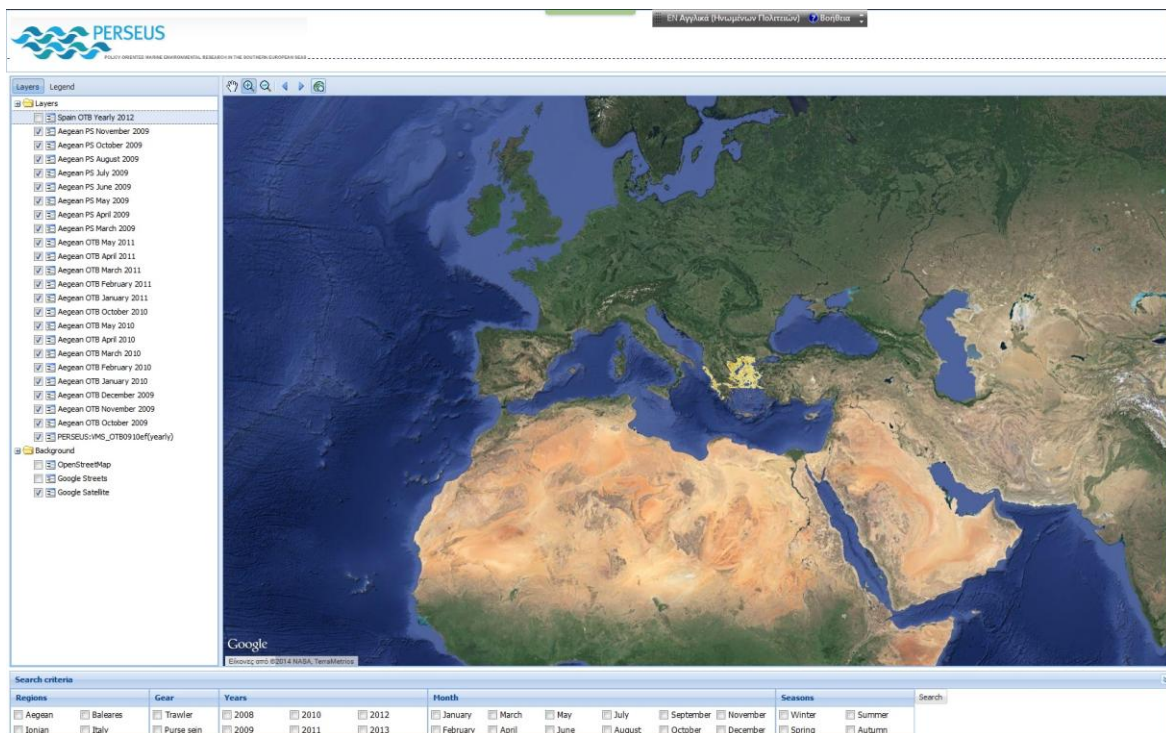 EN Αγγλικά (Ηνωμένων Πολιτειών) Βοήθεια
PERSEUS
POLICY-ORIENTED MARINE ENVIRONMENTAL RESEARCH IN THE SOUTHERN EUROPEAN SEAS
Layers Legend
Layers
Spain OTB Yearly 2012
Aegean PS November 2009
Aegean PS October 2009
Aegean PS August 2009
Aegean PS July 2009
Aegean PS June 2009
Aegean PS May 2009
Aegean PS April 2009
Aegean PS March 2009
Aegean OTB May 2011
Aegean OTB April 2011
Aegean OTB March 2011
Aegean OTB February 2011
Aegean OTB January 2011
Aegean OTB October 2010
Aegean OTB May 2010
Aegean OTB April 2010
Aegean OTB March 2010
Aegean OTB February 2010
Aegean OTB January 2010
Aegean OTB December 2009
Aegean OTB November 2009
Aegean OTB October 2009
PERSEUS:VMS_OTB0910ef(yearly)
Background
OpenStreetMap
Google Streets
Google Satellite
Google
Εικόνες από ©2014 NASA, TerraMetrics
Search criteria
Regions Gear Years Month Seasons Search
Aegean Baleares Trawler 2008 2010 2012 January March May July September November Winter Summer
Ionian Italy Purse sein 2009 2011 2013 February April June August October December Spring Autumn